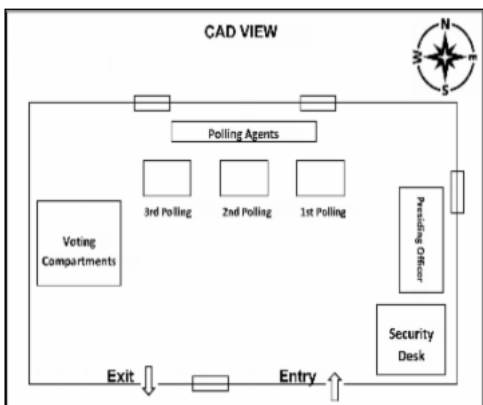 CAD VIEW
N
W
E
S
Polling Agents
3rd Polling
2nd Polling
1st Polling
Voting
Compartments
Presiding Officer
Security
Desk
Exit
Entry